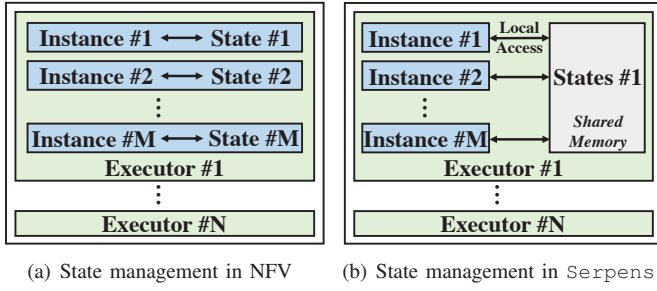 Instance #1 State #1
Instance #2 State #2
Instance #M State #M
Executor #1
Executor #N
(a) State management in NFV
Instance #1
Local
Access
Instance #2
States #1
Instance #M
Shared
Memory
Executor #1
Executor #N
(b) State management in Serpens